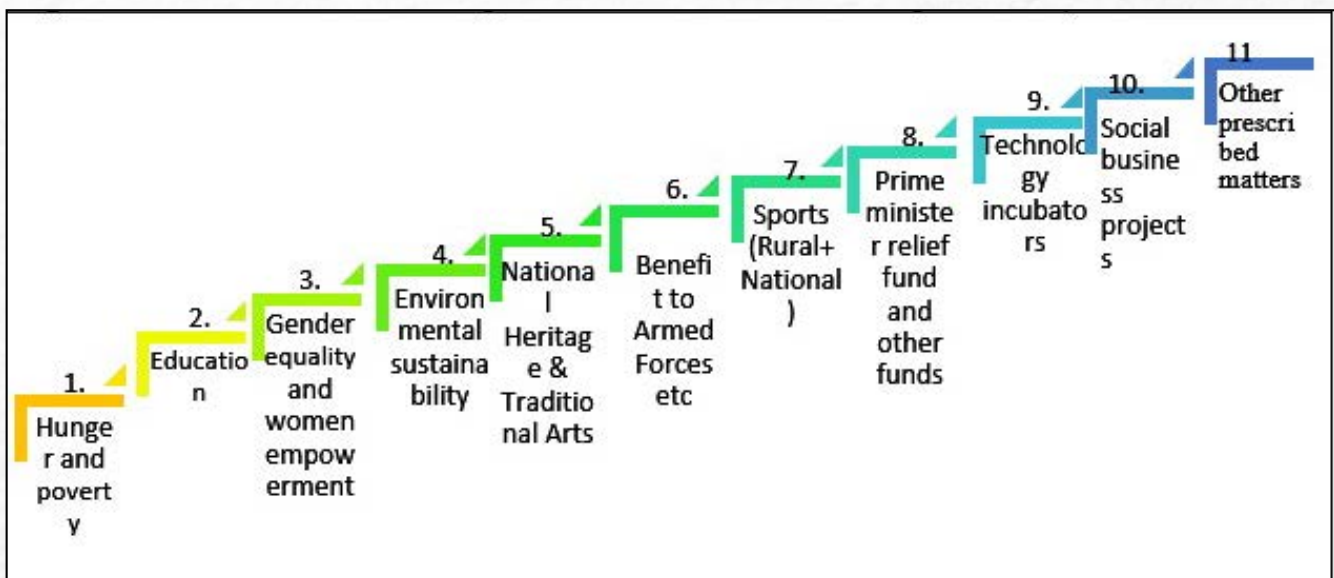 1.
Hunge
r and
povert
y
2.
Educatio
n
3.
Gender
equality
and
women
empow
erment
4.
Environ
mental
sustaina
bility
5.
Nationa
l
Heritag
e &
Traditio
nal Arts
6.
Benefi
t to
Armed
Forces
etc
7.
Sports
(Rural+
National
)
8.
Prime
ministe
r relief
fund
and
other
funds
9.
Technolo
gy
incubato
rs
10.
Social
busine
ss
project
s
11
Other
prescri
bed
matters